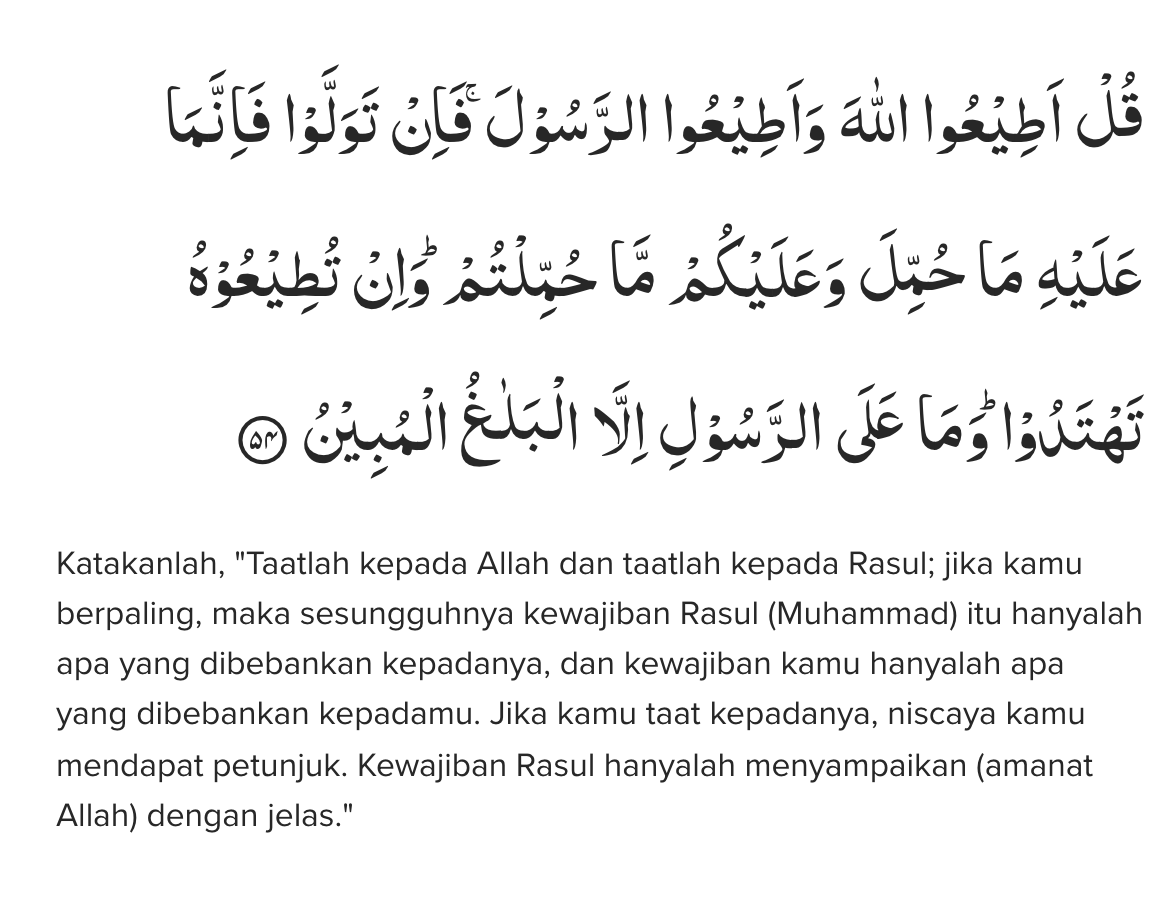 قُلْ اَطِيْعُوا اللّٰهَ وَاَطِيْعُوا الرَّسُوْلَۚ فَاِنْ تَوَلَّوْا فَاِنَّمَا
عَلَيْهِ مَا حُمِّلَ وَعَلَيْكُمْ مَّا حُمِّلْتُمْۗ وَاِنْ تُطِيْعُوْهُ
تَهْتَدُوْاۗ وَمَا عَلَى الرَّسُوْلِ اِلَّا الْبَلٰغُ الْمُبِيْنُ ۝٥٤
Katakanlah, "Taatlah kepada Allah dan taatlah kepada Rasul; jika kamu
berpaling, maka sesungguhnya kewajiban Rasul (Muhammad) itu hanyalah
apa yang dibebankan kepadanya, dan kewajiban kamu hanyalah apa
yang dibebankan kepadamu. Jika kamu taat kepadanya, niscaya kamu
mendapat petunjuk. Kewajiban Rasul hanyalah menyampaikan (amanat
Allah) dengan jelas."